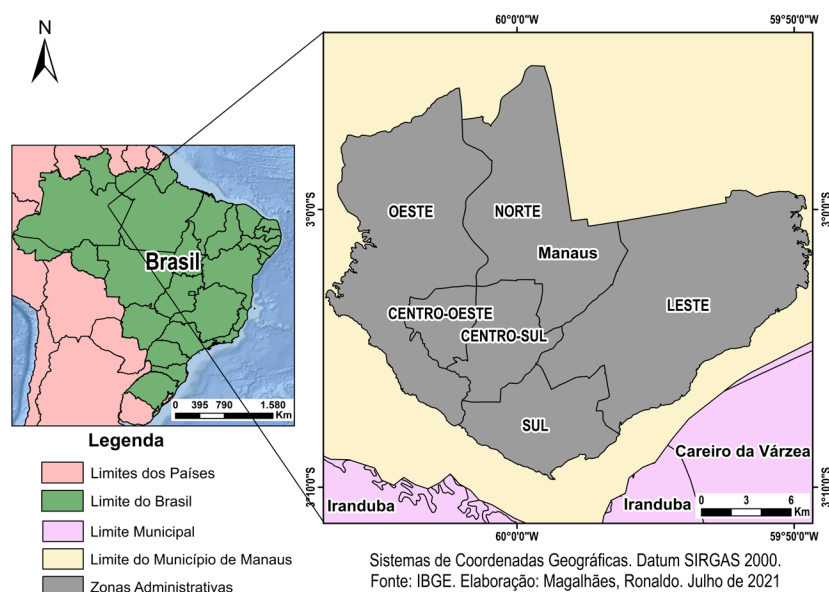 N
60°0'0"W
59°50'0"W
3°0'0"S
3°0'0"S
OESTE
NORTE
Manaus
LESTE
CENTRO-OESTE
CENTRO-SUL
SUL
Careiro da Várzea
Iranduba
Iranduba
0 3 6
Km
3°10'0"S
3°10'0"S
60°0'0"W
59°50'0"W
Brasil
0 395 790 1.580
Km
Legenda
Limites dos Países
Limite do Brasil
Limite Municipal
Limite do Município de Manaus
Zonas Administrativas
Sistemas de Coordenadas Geográficas. Datum SIRGAS 2000.
Fonte: IBGE. Elaboração: Magalhães, Ronaldo. Julho de 2021